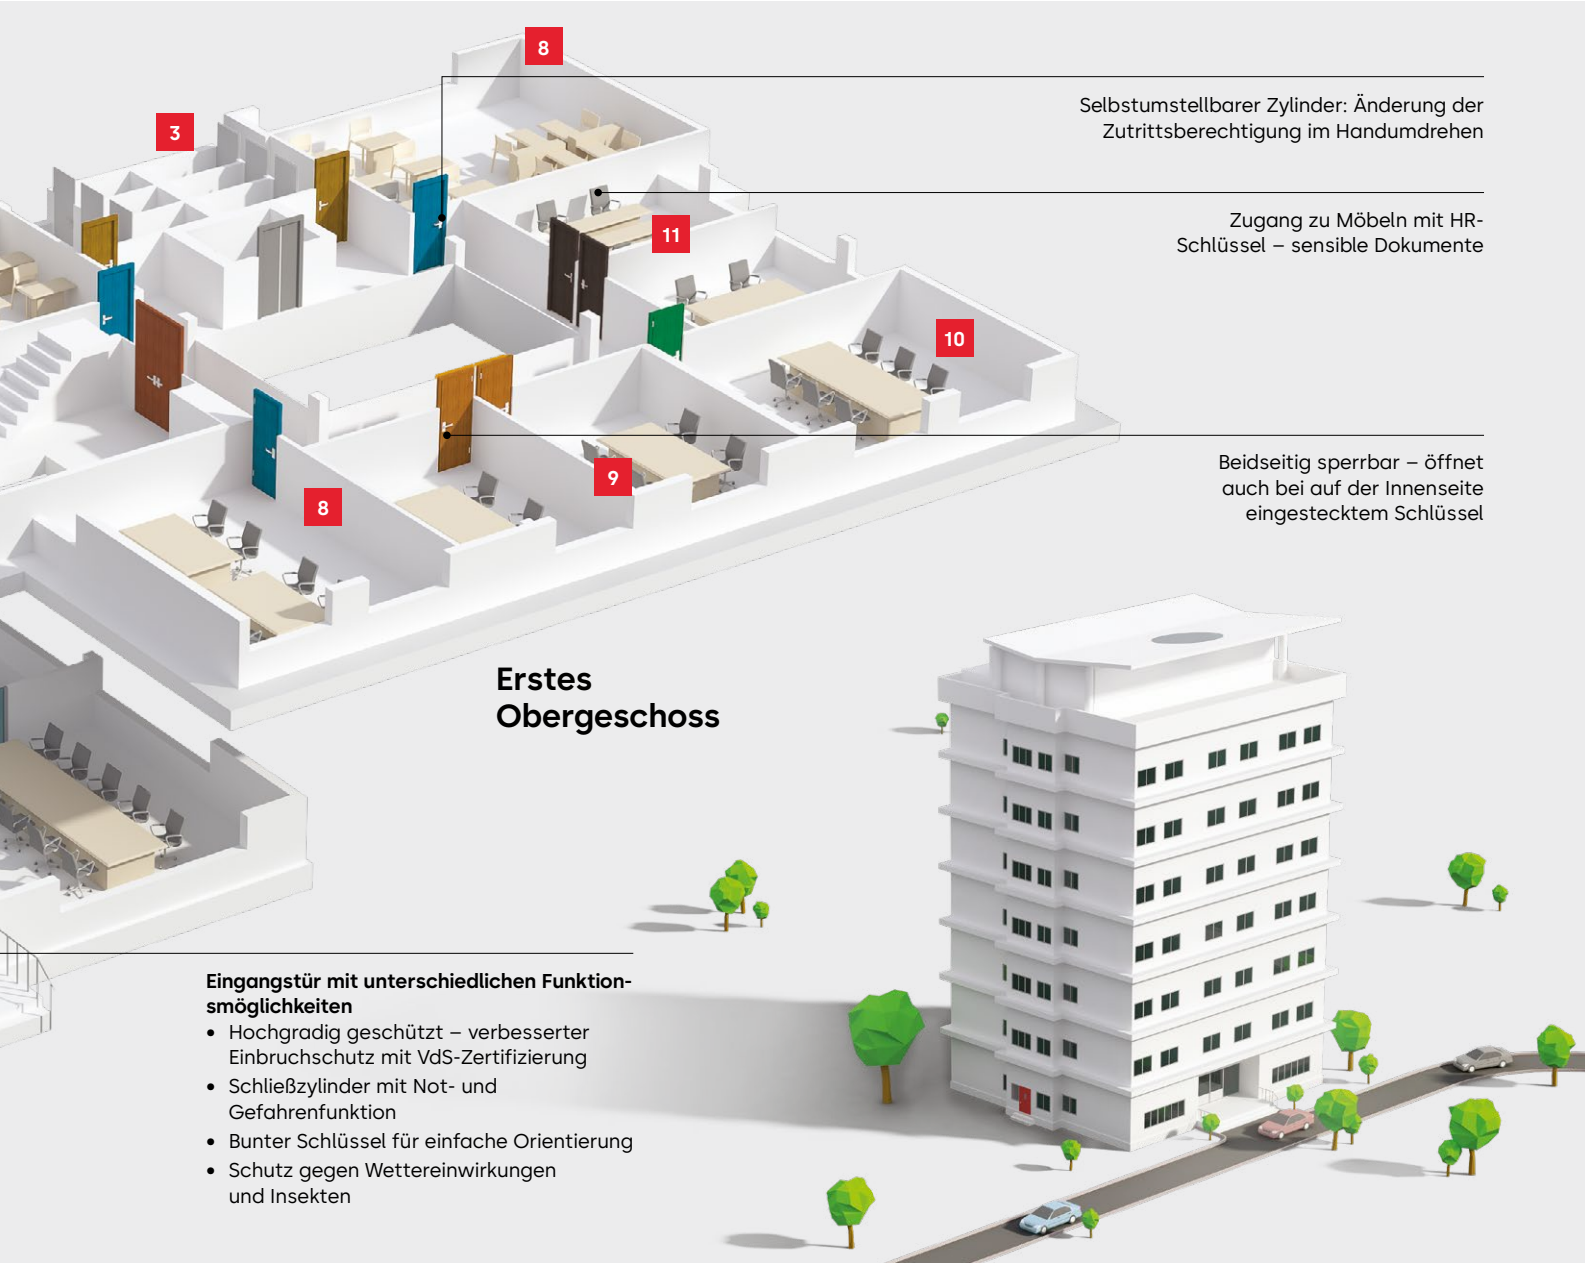 8
3
Selbstumstellbarer Zylinder: Änderung der
Zutrittsberechtigung im Handumdrehen
Zugang zu Möbeln mit HR-
Schlüssel – sensible Dokumente
11
10
Beidseitig sperrbar – öffnet
auch bei auf der Innenseite
eingestecktem Schlüssel
9
8
Erstes
Obergeschoss
Eingangstür mit unterschiedlichen Funktion-
smöglichkeiten
• Hochgradig geschützt – verbesserter
Einbruchschutz mit VdS-Zertifizierung
• Schließzylinder mit Not- und
Gefahrenfunktion
• Bunter Schlüssel für einfache Orientierung
• Schutz gegen Wettereinwirkungen
und Insekten